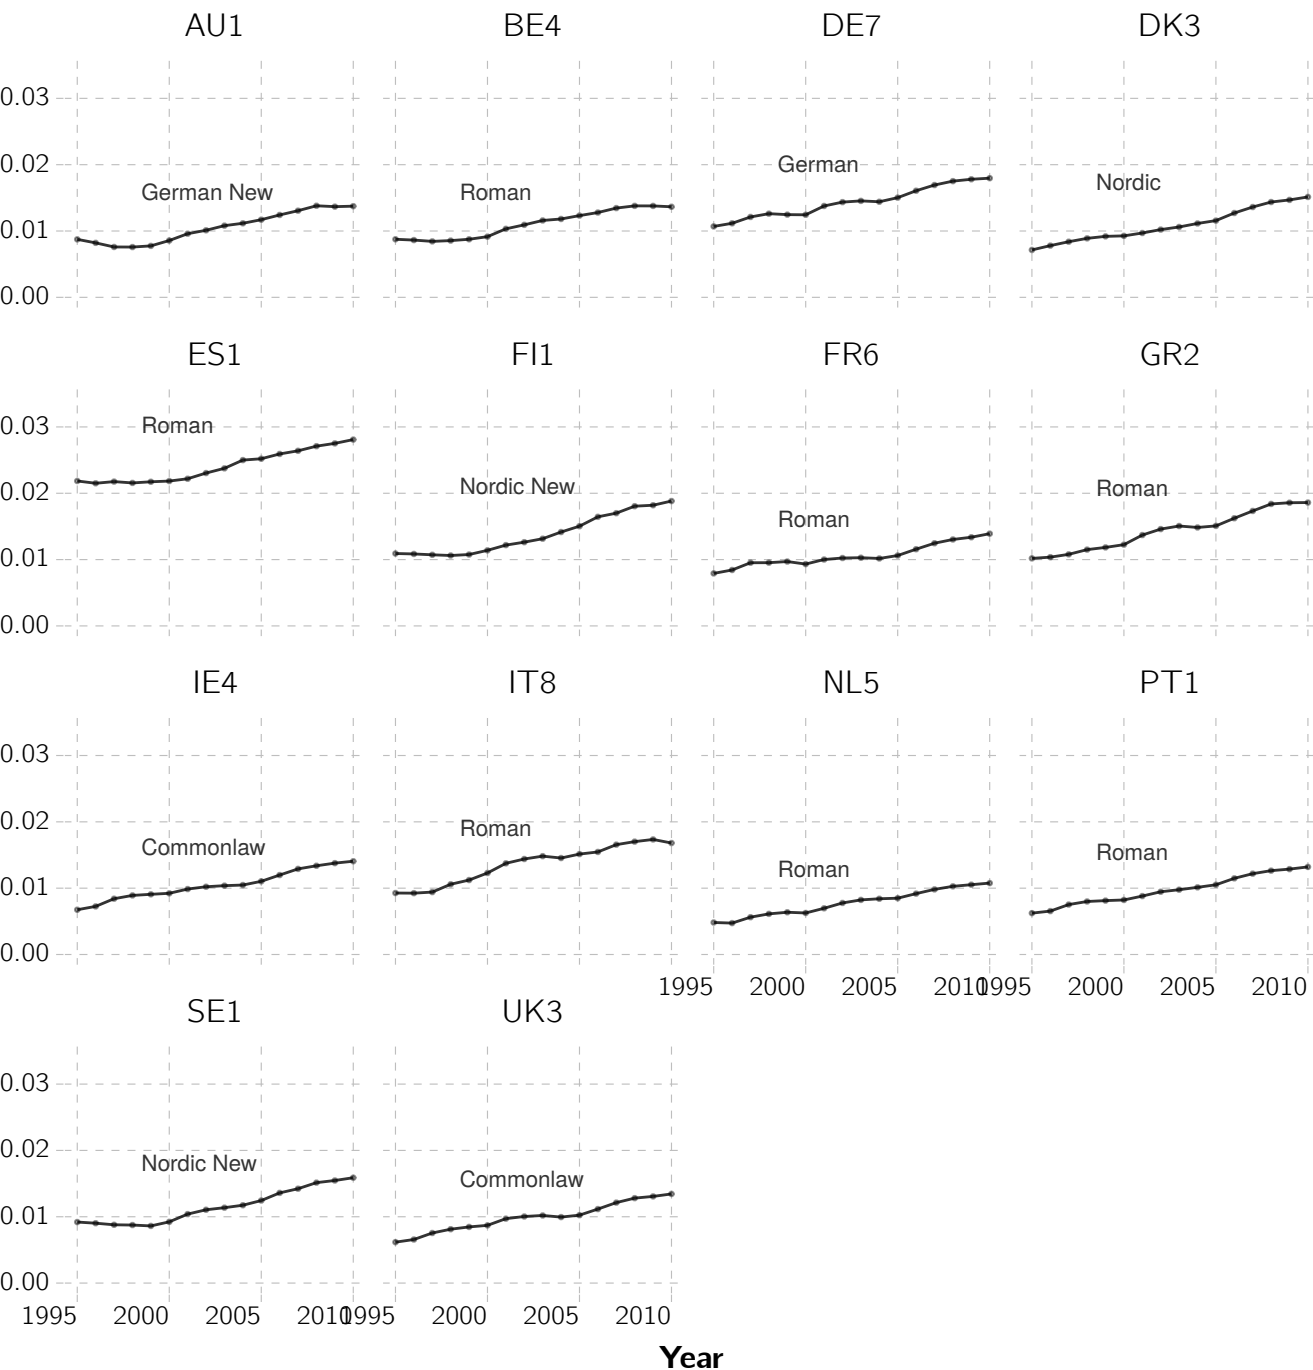 AU1 BE4 DE7 DK3
0.03
0.02
German
German New Roman Nordic
0.01
0.00
ES1 FI1 FR6 GR2
0.03
Roman
0.02
Nordic New Roman Roman
0.01
0.00
IE4 IT8 NL5 PT1
0.03
0.02
Commonlaw Roman Roman Roman
0.01
0.00
1995 2000 2005 2010 1995 2000 2005 2010
SE1 UK3
0.03
0.02
Nordic New Commonlaw
0.01
0.00
1995 2000 2005 2010 1995 2000 2005 2010
Year